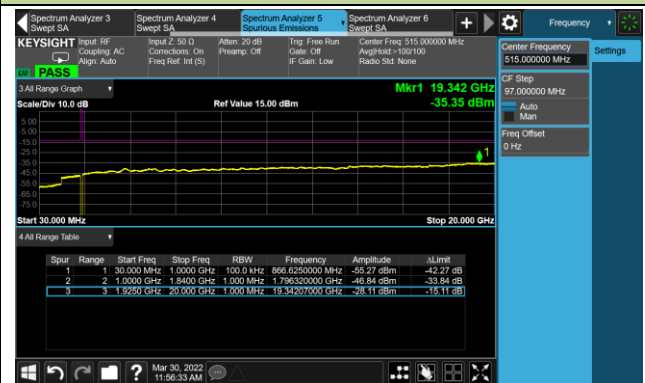 Spectrum Analyzer 3
Swept SA
Spectrum Analyzer 4
Swept SA
Spectrum Analyzer 5
Spurious Emissions
Spectrum Analyzer 6
Swept SA
Frequency
KEYSIGHT
Input: RF
Coupling: AC
Align: Auto
Input Z: 50 Ω
Corrections: On
Freq Ref: Int (S)
Atten: 20 dB
Preamp: Off
Trig: Free Run
Gate: Off
IF Gain: Low
Center Freq: 515.000000 MHz
Avg|Hold:>100/100
Radio Std: None
PASS
Center Frequency
515.000000 MHz
Settings
CF Step
97.000000 MHz
Auto
Man
Freq Offset
0 Hz
3 All Range Graph
Mkr1 19.342 GHz
Scale/Div 10.0 dB
Ref Value 15.00 dBm
-35.35 dBm
5.00
-5.00
-15.0
-25.0
-35.0
-45.0
-55.0
-65.0
-75.0
1
Start 30.000 MHz
Stop 20.000 GHz
4 All Range Table
Spur Range Start Freq Stop Freq RBW Frequency Amplitude ΔLimit
1 1 30.000 MHz 1.0000 GHz 100.0 kHz 866.6250000 MHz -55.27 dBm -42.27 dB
2 2 1.0000 GHz 1.8400 GHz 1.000 MHz 1.796320000 GHz -46.84 dBm -33.84 dB
3 3 1.9250 GHz 20.000 GHz 1.000 MHz 19.34207000 GHz -28.11 dBm -15.11 dB
Mar 30, 2022
11:56:33 AM